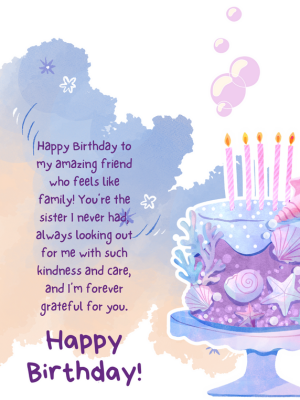 Happy Birthday to
my amazing friend
who feels like
family! You're the
sister I never had,
always looking out
for me with such
kindness and care,
and I'm forever
grateful for you.
Happy
Birthday!